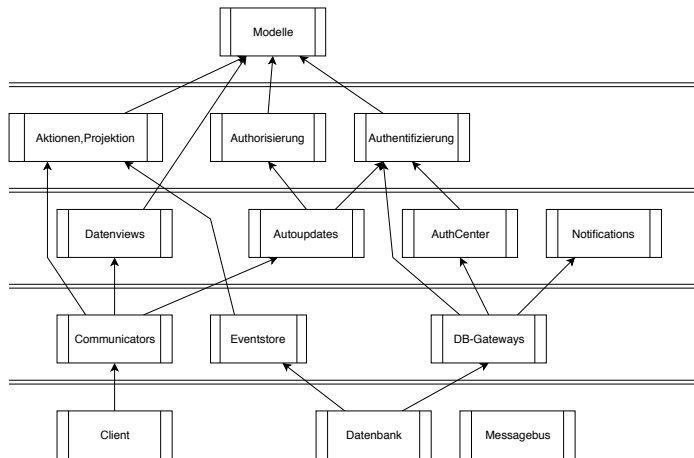 Modelle
Aktionen,Projektion
Authorisierung
Authentifizierung
Datenviews
Autoupdates
AuthCenter
Notifications
Communicators
Eventstore
DB-Gateways
Client
Datenbank
Messagebus